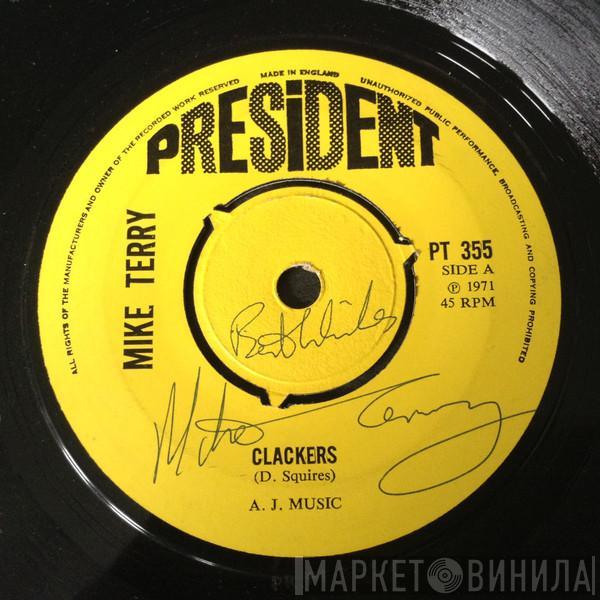 ALL RIGHTS OF THE MANUFACTURERS AND OWNER OF THE RECORDED WORK RESERVED
MADE IN ENGLAND
UNAUTHORIZED PUBLIC PERFORMANCE, BROADCASTING AND COPYING PROHIBITED
PRESiDENT
MIKE TERRY
PT 355
SIDE A
℗ 1971
45 RPM
Best Wishes
Mike Terry
CLACKERS
(D. Squires)
A. J. MUSIC
МАРКЕТ ВИНИЛА